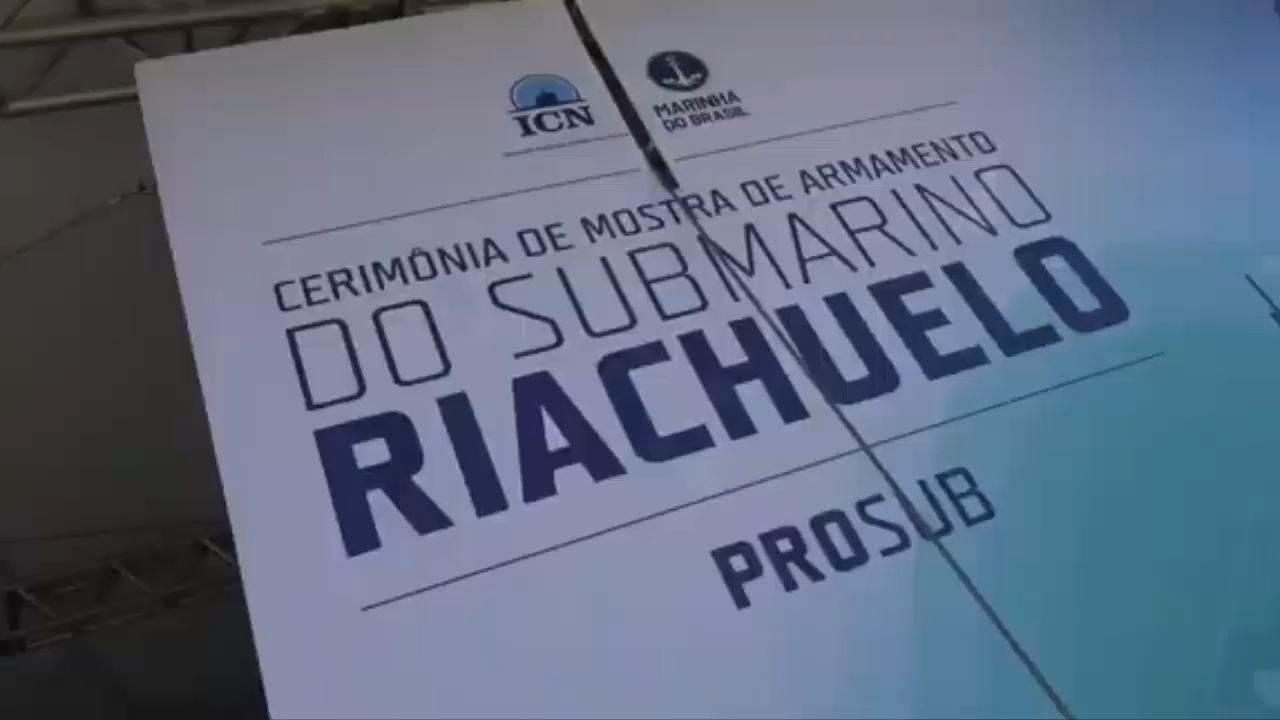 ICN
MARINHA
DO BRASIL
CERIMÔNIA DE MOSTRA DE ARMAMENTO
DO SUBMARINO
RIACHUELO
PROSUB